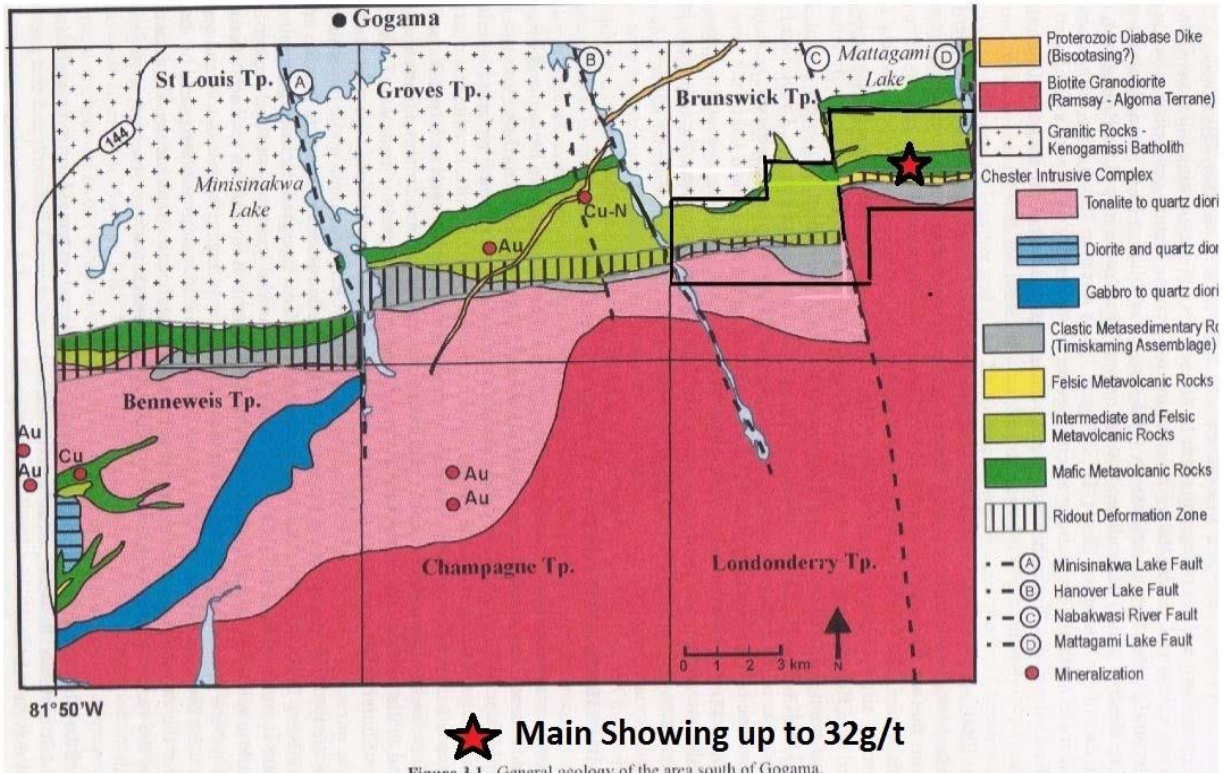 Gogama
St Louis Tp.
A
Groves Tp.
B
Brunswick Tp.
C
Mattagami
Lake
D
144
Minisinakwa
Lake
Cu-N
Au
Benneweis Tp.
Au
Au
Cu
Au
Au
Champagne Tp.
Londonderry Tp.
0 1 2 3 km
N
81°50'W
Proterozoic Diabase Dike
(Biscotasing?)
Biotite Granodiorite
(Ramsay - Algoma Terrane)
Granitic Rocks -
Kenogamissi Batholith
Chester Intrusive Complex
Tonalite to quartz diori
Diorite and quartz dior
Gabbro to quartz diori
Clastic Metasedimentary Ro
(Timiskaming Assemblage)
Felsic Metavolcanic Rocks
Intermediate and Felsic
Metavolcanic Rocks
Mafic Metavolcanic Rocks
Ridout Deformation Zone
A Minisinakwa Lake Fault
B Hanover Lake Fault
C Nabakwasi River Fault
D Mattagami Lake Fault
Mineralization
Main Showing up to 32g/t
Figure 3.1 General geology of the area south of Gogama.